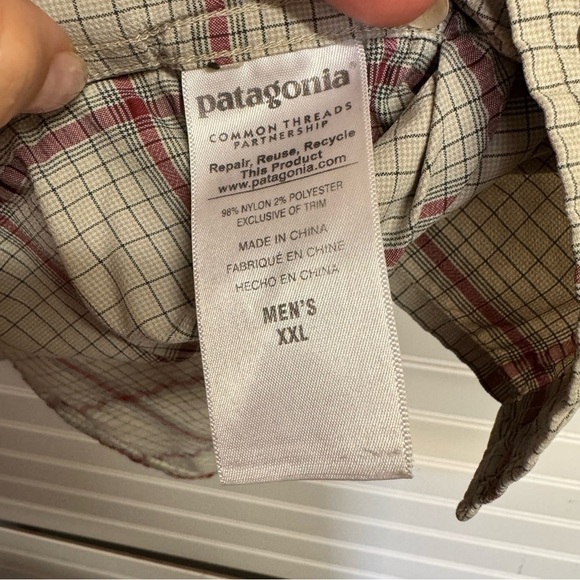 patagonia®
COMMON THREADS
PARTNERSHIP
Repair, Reuse, Recycle
This Product
www.patagonia.com
98% NYLON 2% POLYESTER
EXCLUSIVE OF TRIM
MADE IN CHINA
FABRIQUÉ EN CHINE
HECHO EN CHINA
MEN'S
XXL